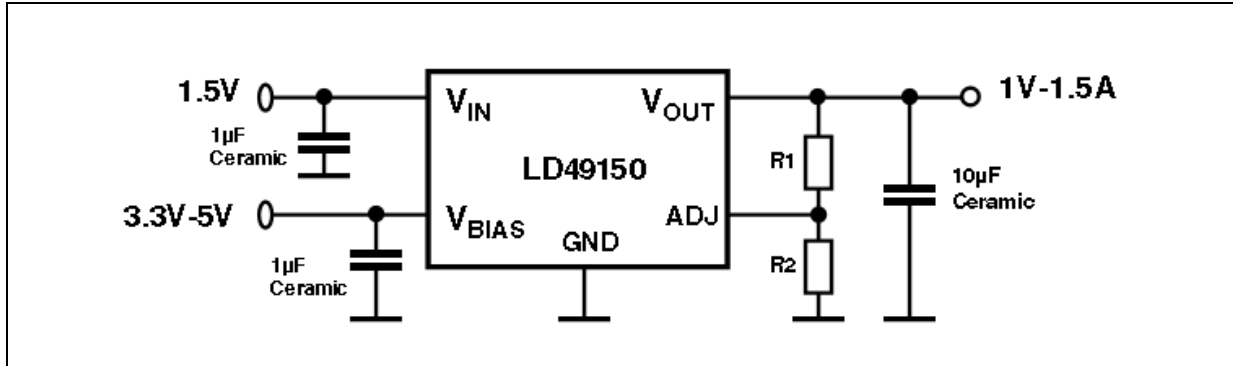 1.5V
1µF
Ceramic
3.3V-5V
1µF
Ceramic
VIN
VOUT
LD49150
VBIAS
ADJ
GND
R1
R2
10µF
Ceramic
1V-1.5A